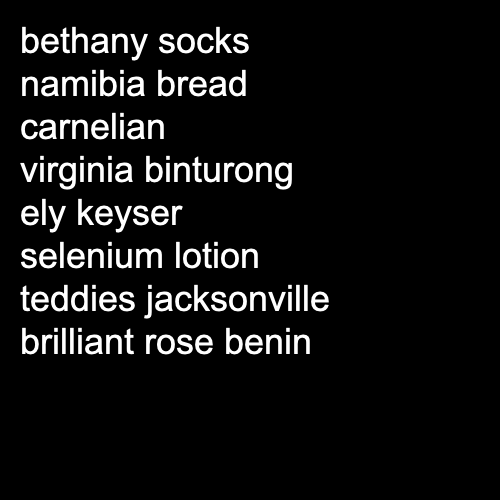 bethany socks
namibia bread
carnelian
virginia binturong
ely keyser
selenium lotion
teddies jacksonville
brilliant rose benin